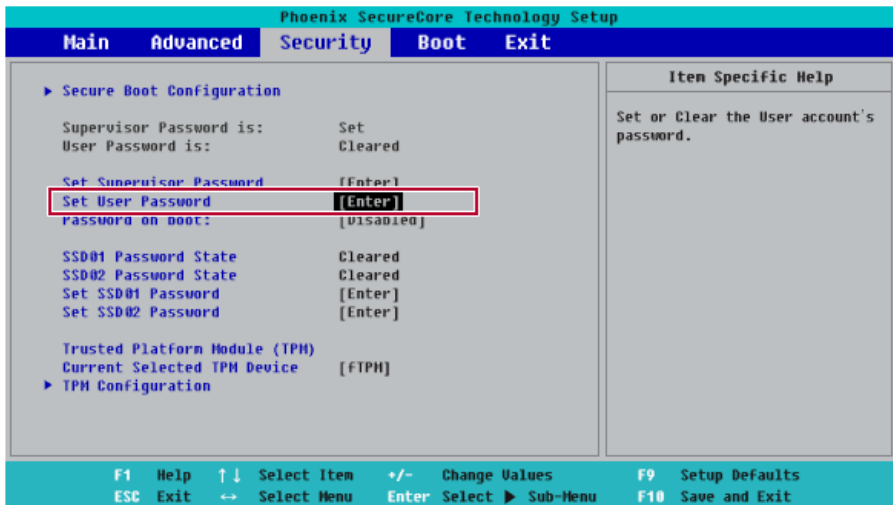 Phoenix SecureCore Technology Setup
Main Advanced Security Boot Exit
▶ Secure Boot Configuration
Supervisor Password is: Set
User Password is: Cleared
Set Supervisor Password [Enter]
Set User Password [Enter]
Password on boot: [Disabled]
SSD01 Password State Cleared
SSD02 Password State Cleared
Set SSD01 Password [Enter]
Set SSD02 Password [Enter]
Trusted Platform Module (TPM)
Current Selected TPM Device [fTPM]
▶ TPM Configuration
Item Specific Help
Set or Clear the User account's
password.
F1 Help ↑↓ Select Item +/- Change Values F9 Setup Defaults
ESC Exit ↔ Select Menu Enter Select ▶ Sub-Menu F10 Save and Exit